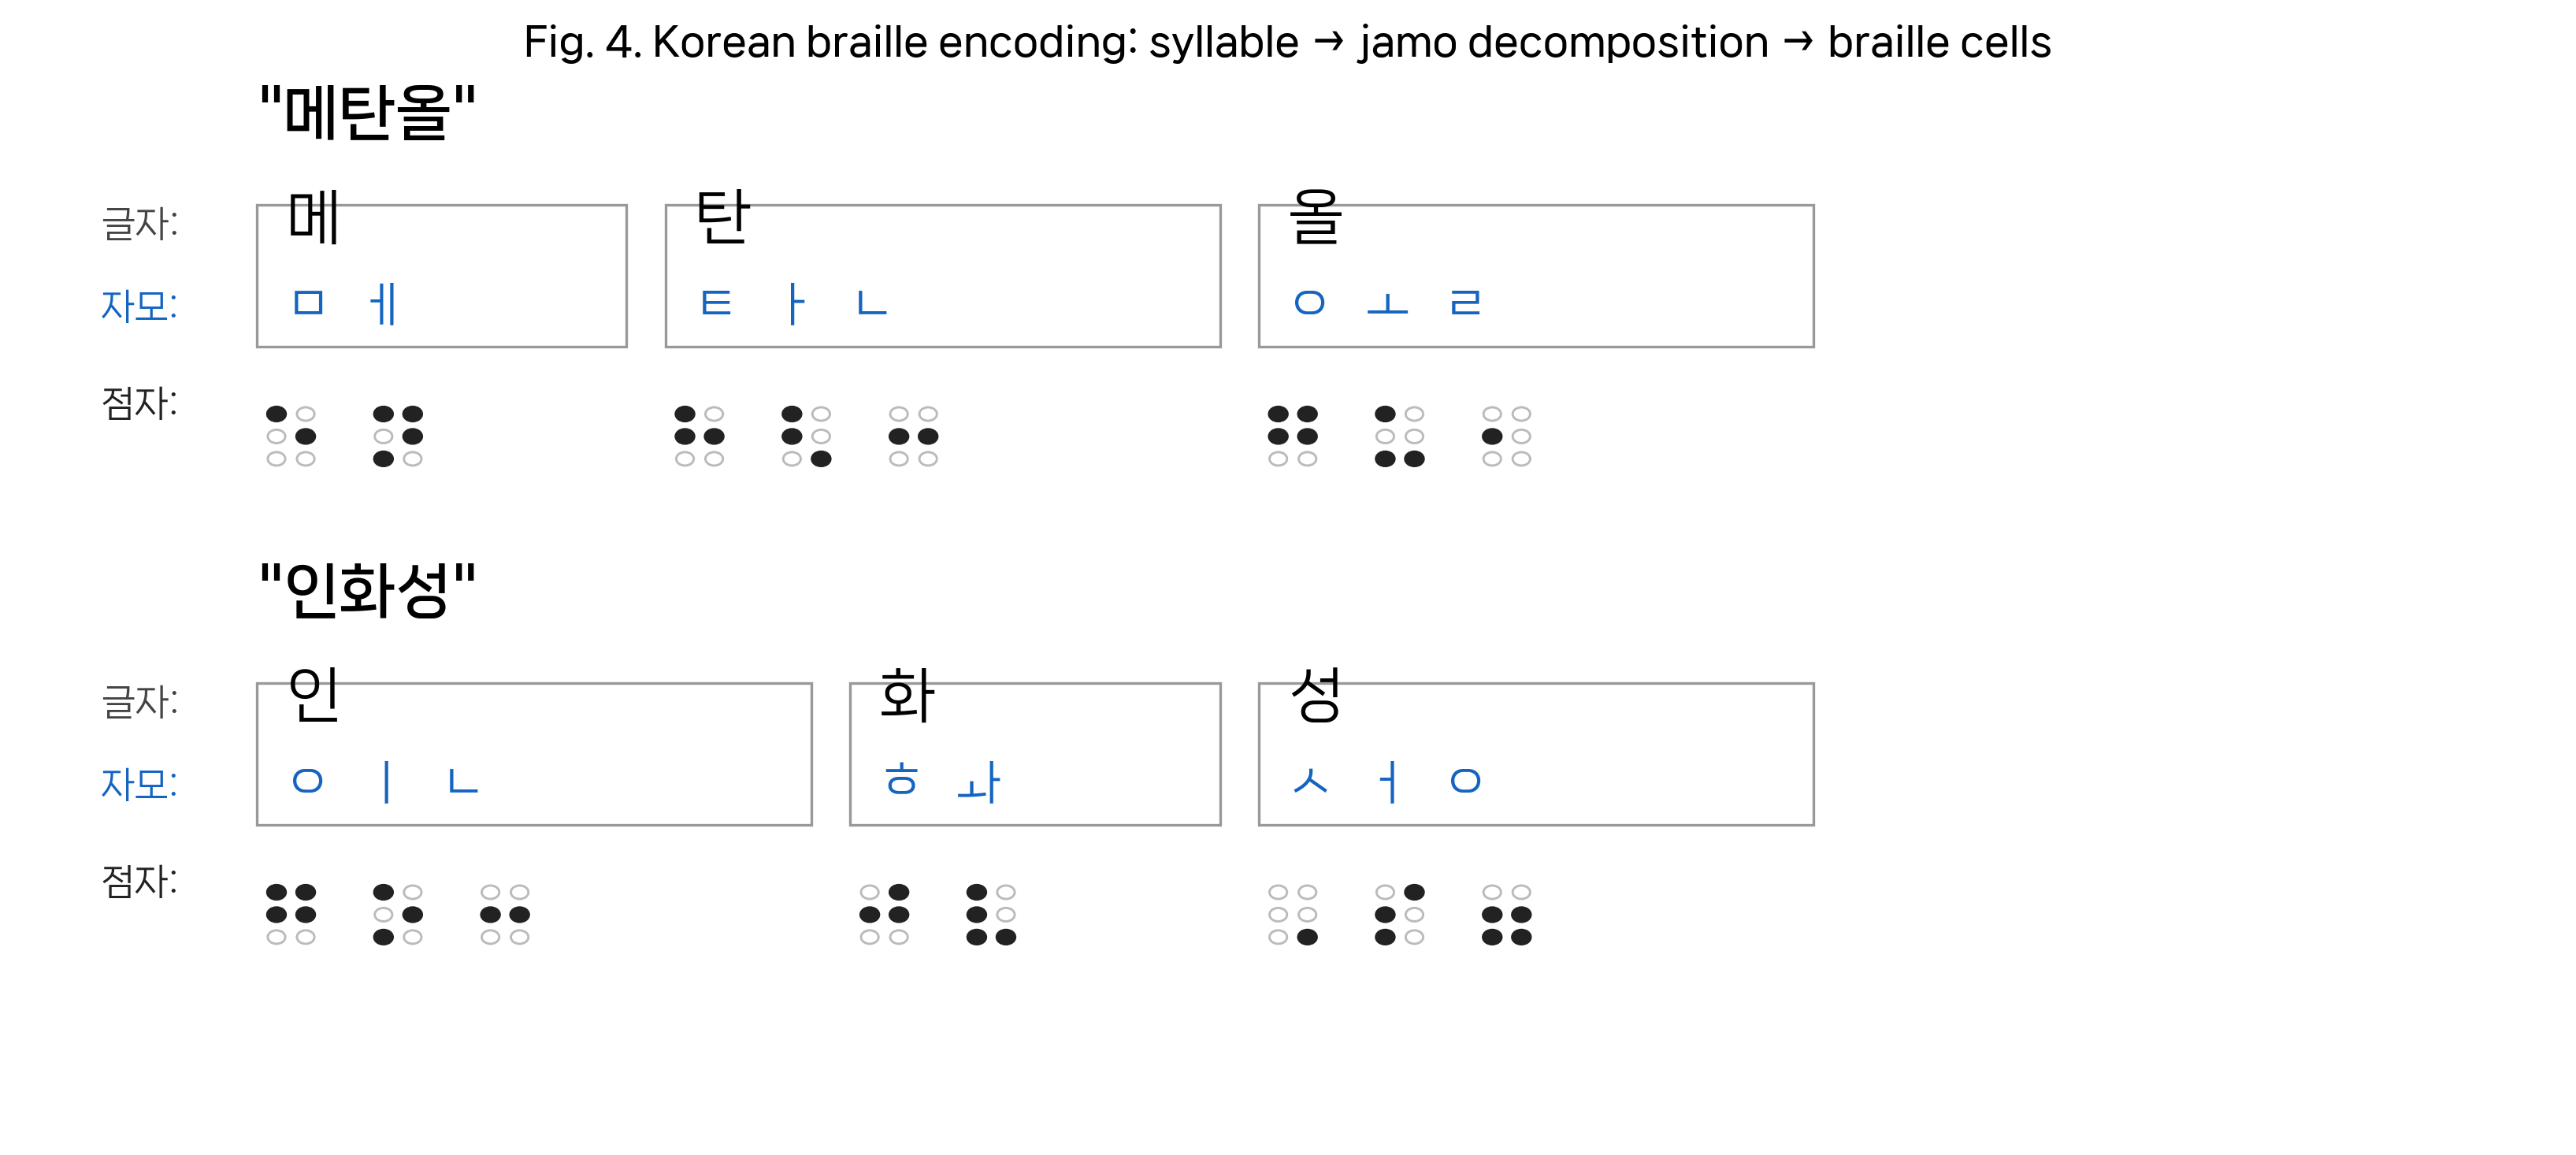 Fig. 4. Korean braille encoding: syllable → jamo decomposition → braille cells
"메탄올"
글자: 메 탄 올
자모: ㅁ ㅔ ㅌ ㅏ ㄴ ㅇ ㅗ ㄹ
점자: ⠑ ⠝ ⠓ ⠣ ⠒ ⠛ ⠥ ⠂
"인화성"
글자: 인 화 성
자모: ㅇ ㅣ ㄴ ㅎ ㅘ ㅅ ㅓ ㅇ
점자: ⠛ ⠕ ⠒ ⠚ ⠧ ⠠ ⠎ ⠶